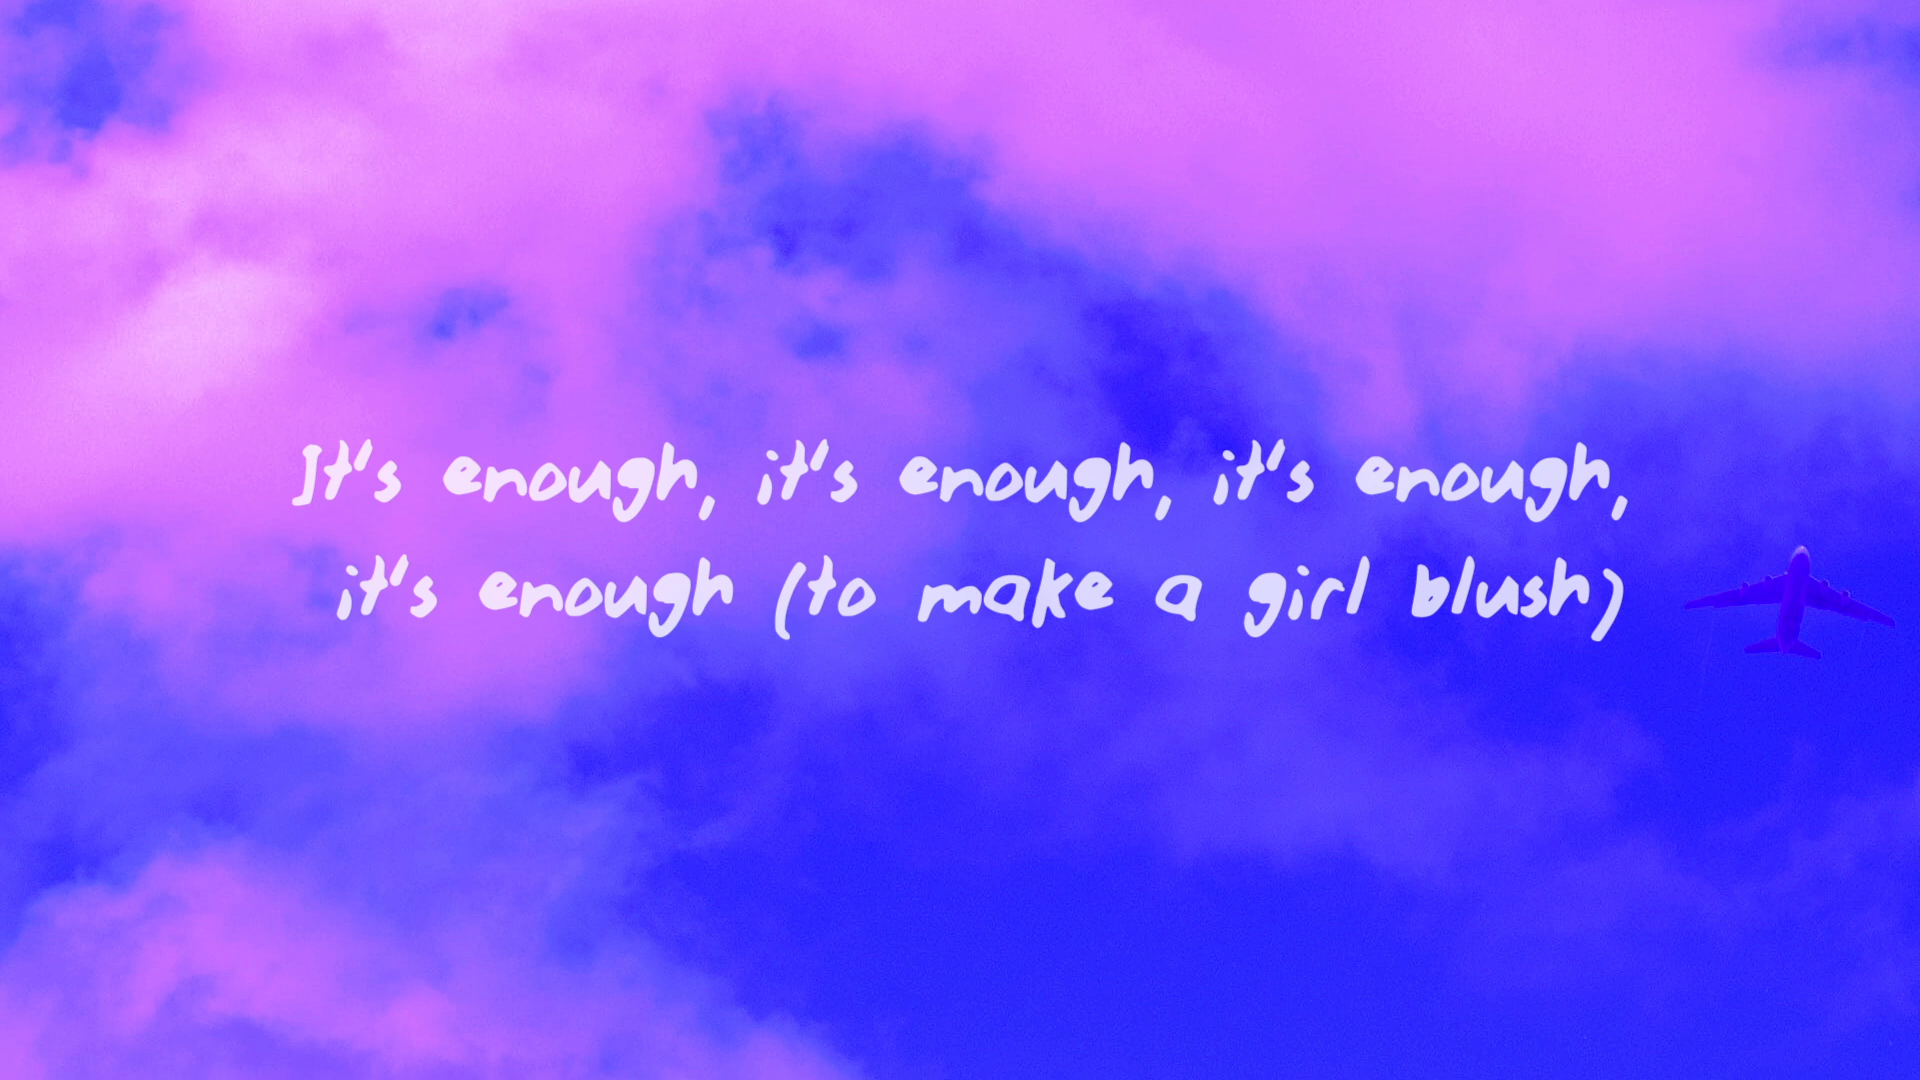 It's enough, it's enough, it's enough,
it's enough (to make a girl blush)